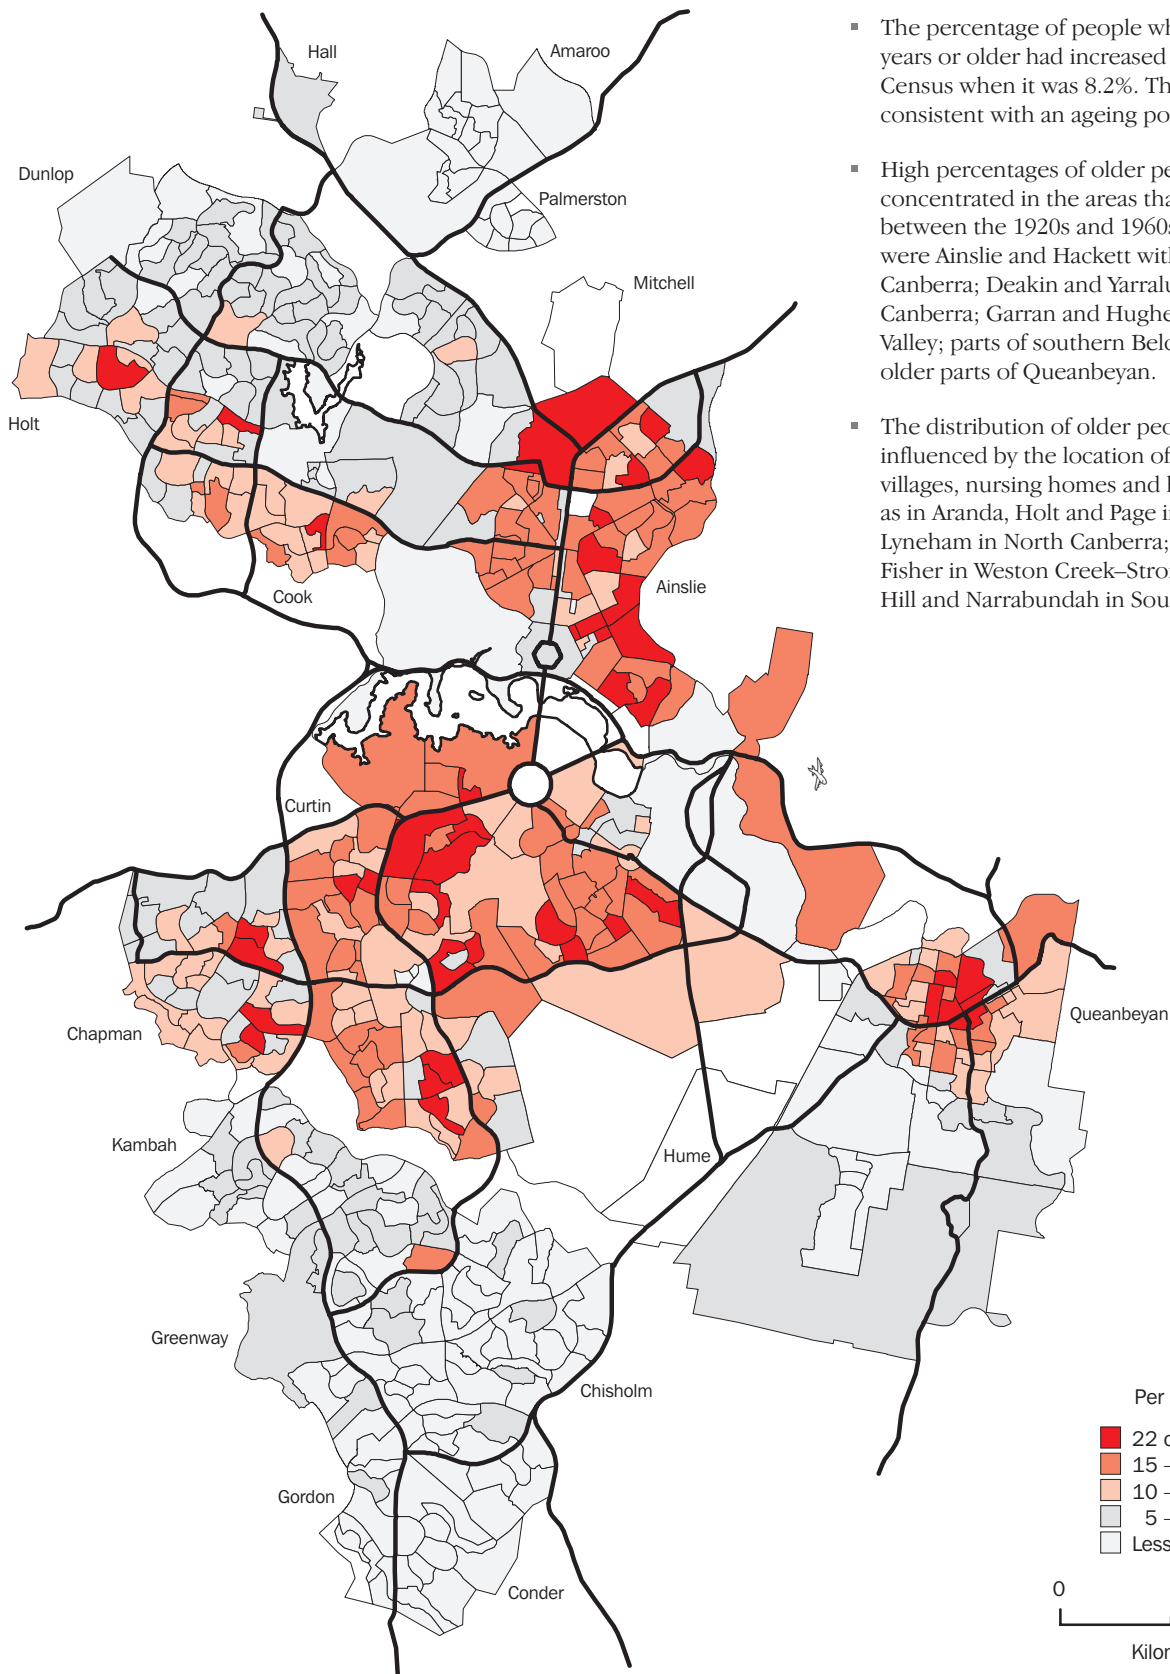 The percentage of people wh
years or older had increased
Census when it was 8.2%. Th
consistent with an ageing po
High percentages of older pe
concentrated in the areas tha
between the 1920s and 1960s
were Ainslie and Hackett with
Canberra; Deakin and Yarralu
Canberra; Garran and Hughe
Valley; parts of southern Belc
older parts of Queanbeyan.
The distribution of older peo
influenced by the location of
villages, nursing homes and h
as in Aranda, Holt and Page in
Lyneham in North Canberra;
Fisher in Weston Creek–Stron
Hill and Narrabundah in Sou
Hall
Amaroo
Dunlop
Palmerston
Mitchell
Holt
Cook
Ainslie
Curtin
Chapman
Queanbeyan
Kambah
Hume
Greenway
Chisholm
Gordon
Conder
Per
22 o
15 –
10 –
5 –
Less
0
Kilon